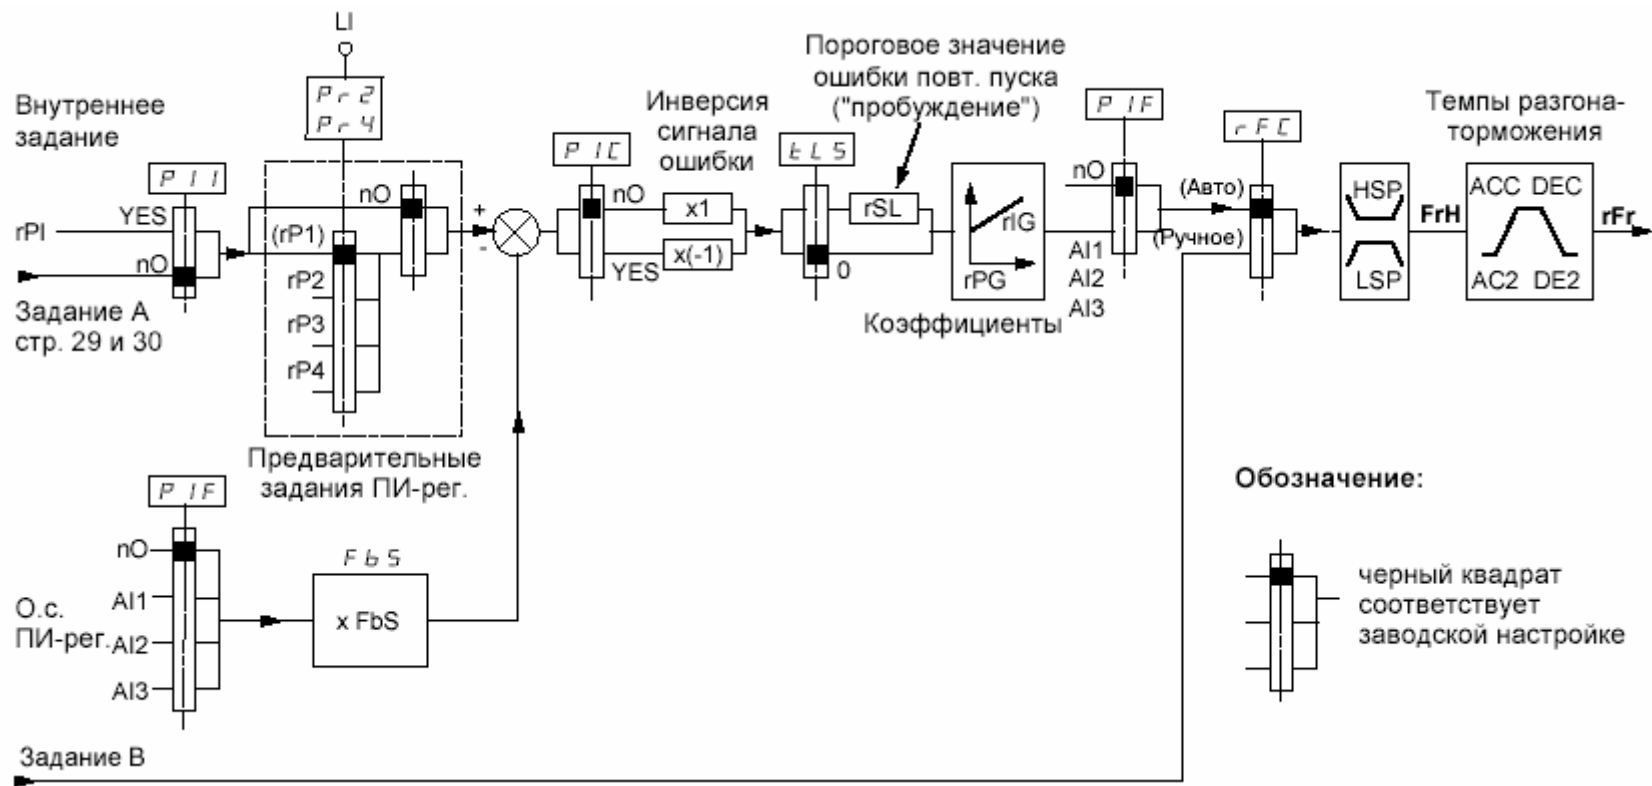 LI
Pr2
Pr4
Внутреннее
задание
PII
YES
rPI
nO
Задание А
стр. 29 и 30
nO
(rP1)
rP2
rP3
rP4
Предварительные
задания ПИ-рег.
+
-
PIC
nO
YES
Инверсия
сигнала
ошибки
x1
x(-1)
tLS
0
Пороговое значение
ошибки повт. пуска
("пробуждение")
rSL
rIG
rPG
Коэффициенты
PIF
nO
AI1
AI2
AI3
rFC
(Авто)
(Ручное)
HSP
LSP
FrH
Темпы разгона-
торможения
ACC DEC
AC2 DE2
rFr
PIF
nO
AI1
О.с.
ПИ-рег.
AI2
AI3
FbS
x FbS
Обозначение:
черный квадрат
соответствует
заводской настройке
Задание В